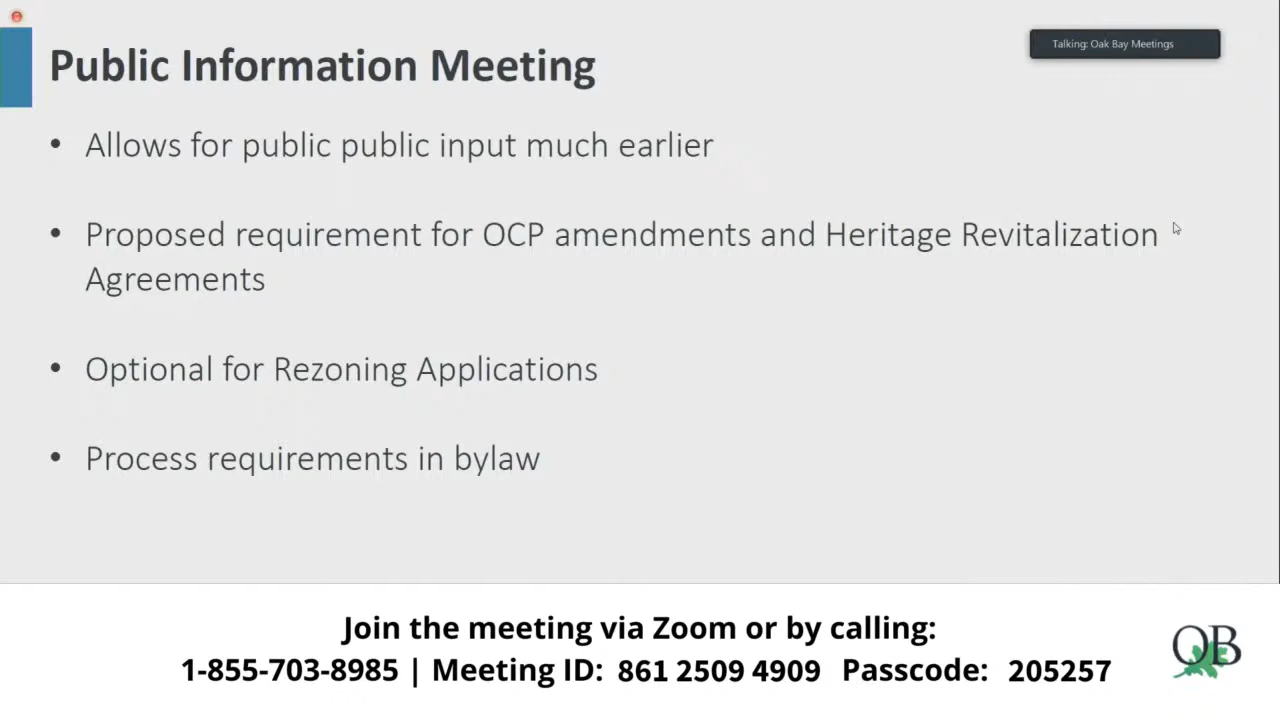 Talking: Oak Bay Meetings
Public Information Meeting
• Allows for public public input much earlier
• Proposed requirement for OCP amendments and Heritage Revitalization
Agreements
• Optional for Rezoning Applications
• Process requirements in bylaw
Join the meeting via Zoom or by calling:
1-855-703-8985 | Meeting ID: 861 2509 4909 Passcode: 205257
OB